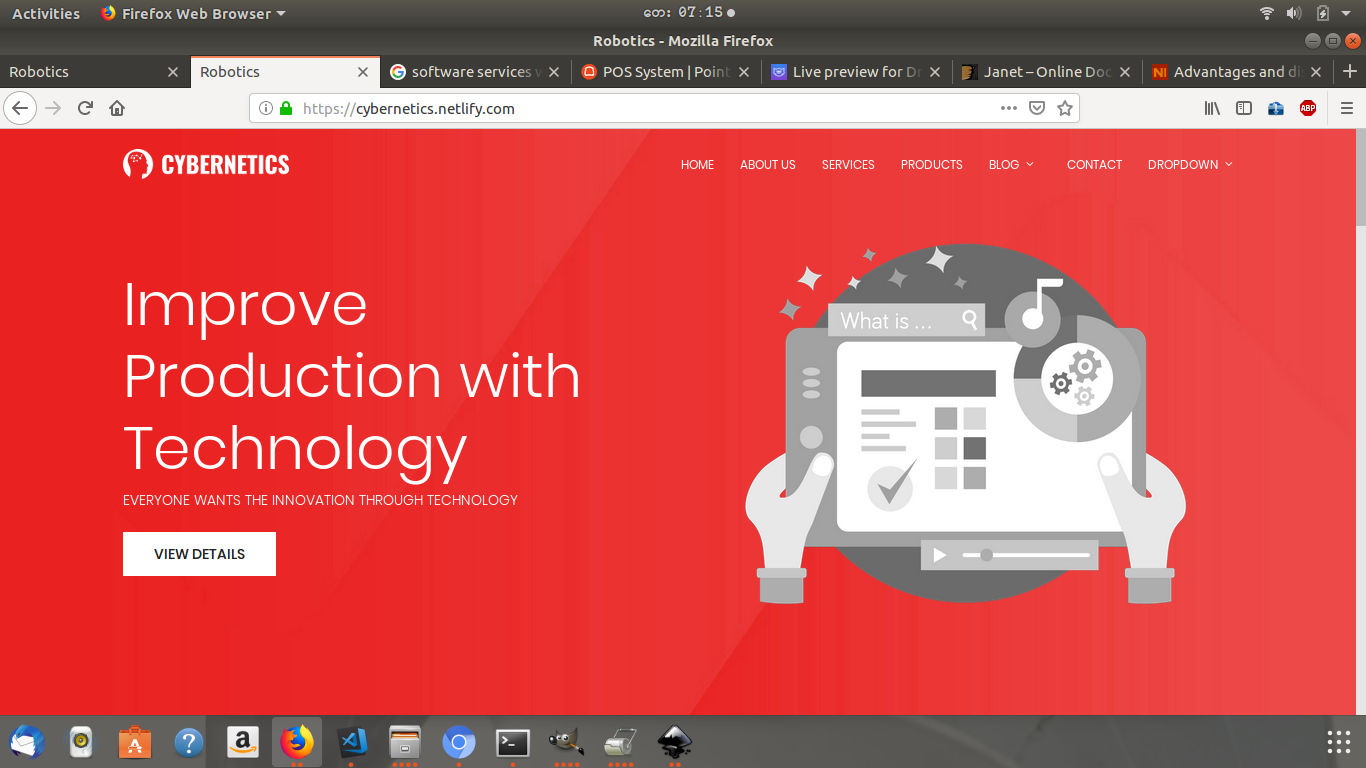 Activities
Firefox Web Browser
တေး 07:15
Robotics - Mozilla Firefox
Robotics
Robotics
software services
POS System | Point
Live preview for Dr
Janet – Online Doc
Advantages and di
https://cybernetics.netlify.com
ABP
CYBERNETICS
HOME
ABOUT US
SERVICES
PRODUCTS
BLOG
CONTACT
DROPDOWN
Improve
Production with
Technology
EVERYONE WANTS THE INNOVATION THROUGH TECHNOLOGY
VIEW DETAILS
What is ...